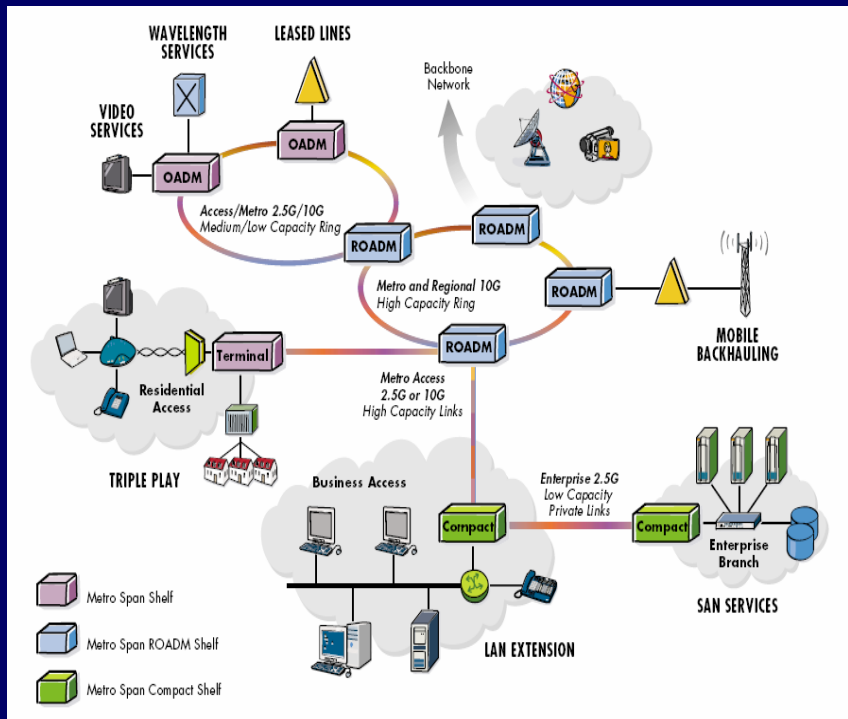 WAVELENGTH
SERVICES
LEASED LINES
Backbone
Network
VIDEO
SERVICES
OADM
OADM
Access/Metro 2.5G/10G
Medium/Low Capacity Ring
ROADM
ROADM
Metro and Regional 10G
High Capacity Ring
ROADM
MOBILE
BACKHAULING
Terminal
ROADM
Residential
Access
Metro Access
2.5G or 10G
High Capacity Links
TRIPLE PLAY
Business Access
Enterprise 2.5G
Low Capacity
Private Links
Compact
Compact
Enterprise
Branch
SAN SERVICES
LAN EXTENSION
Metro Span Shelf
Metro Span ROADM Shelf
Metro Span Compact Shelf